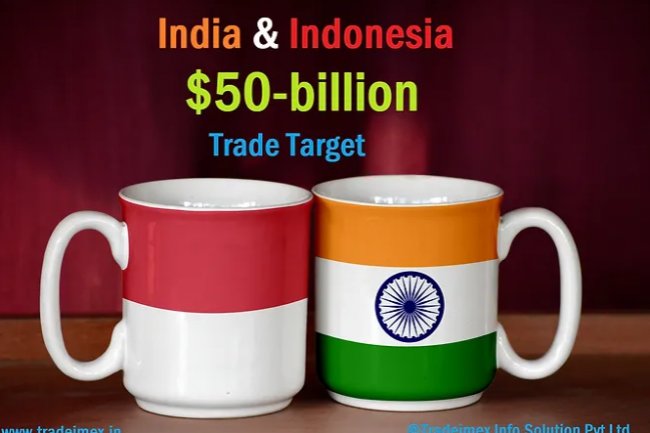 India & Indonesia
$50-billion
Trade Target
www.tradeimex.in
@Tradeimex Info Solution Pvt.Ltd